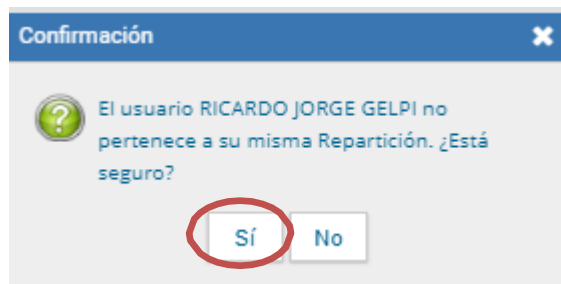 Confirmación
El usuario RICARDO JORGE GELPI no
pertenece a su misma Repartición. ¿Está
seguro?
Sí No